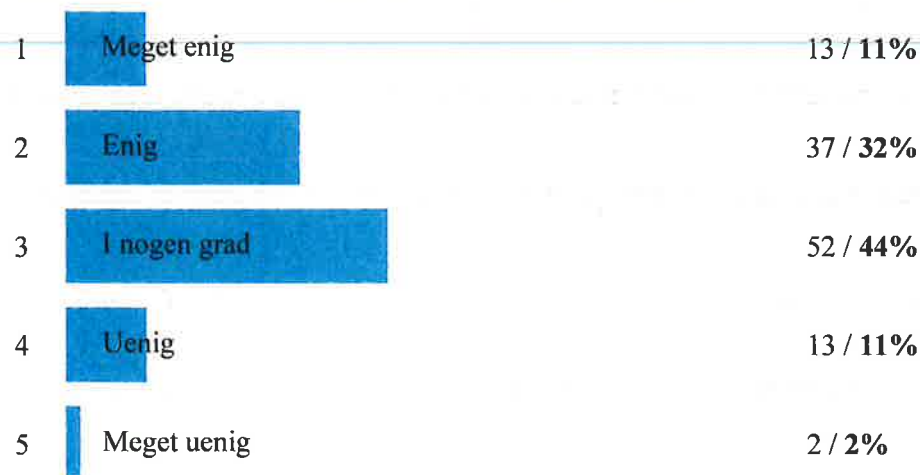 1 Meget enig 13 / 11%
2 Enig 37 / 32%
3 I nogen grad 52 / 44%
4 Uenig 13 / 11%
5 Meget uenig 2 / 2%